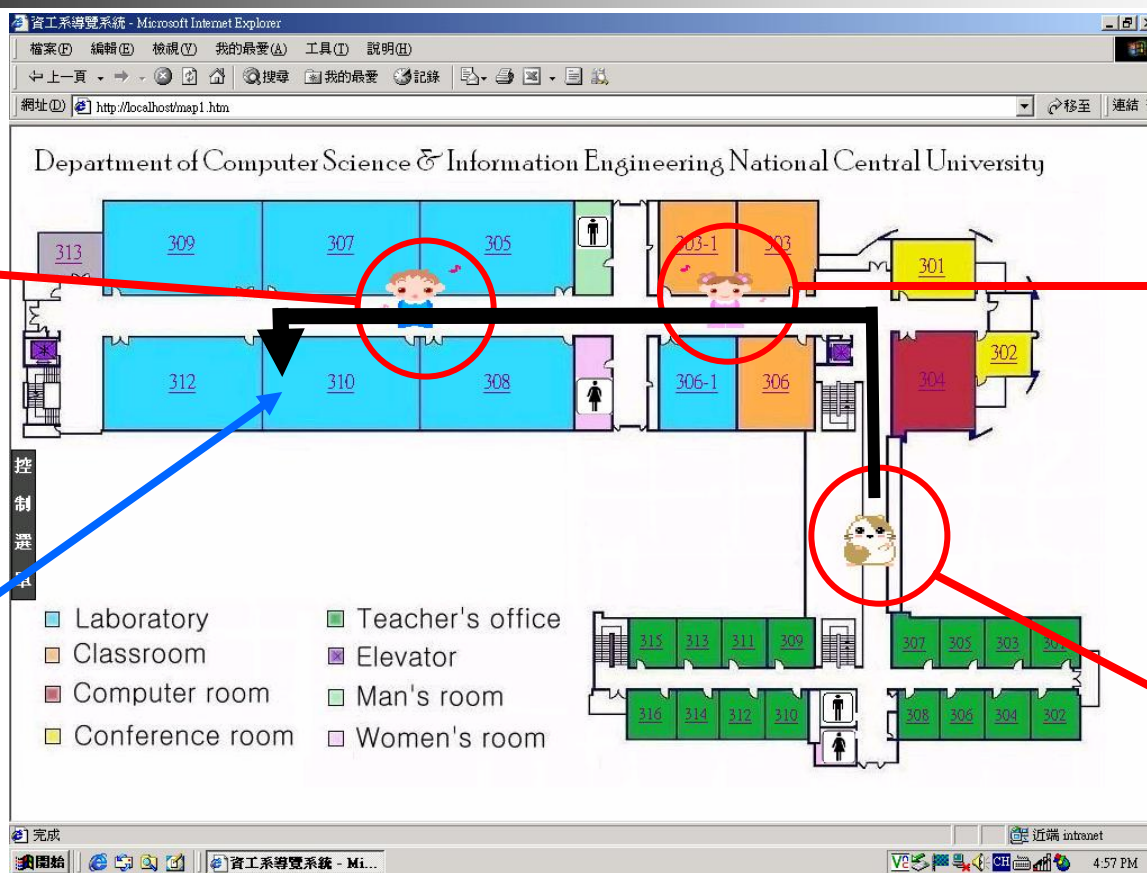 資工系導覽系統 - Microsoft Internet Explorer
檔案(F) 編輯(E) 檢視(V) 我的最愛(A) 工具(T) 說明(H)
上一頁 搜尋 我的最愛 記錄
網址(D) http://localhost/map1.htm 移至 連結
Department of Computer Science & Information Engineering National Central University
313 309 307 305 303-1 303 301
302
312 310 308 306-1 306 304
控制選單
Laboratory Teacher's office
Classroom Elevator
Computer room Man's room
Conference room Women's room
315 313 311 309 307 305 303
316 314 312 310 308 306 304 302
完成 近端 intranet
開始 資工系導覽系統 - Mi... CH 4:57 PM